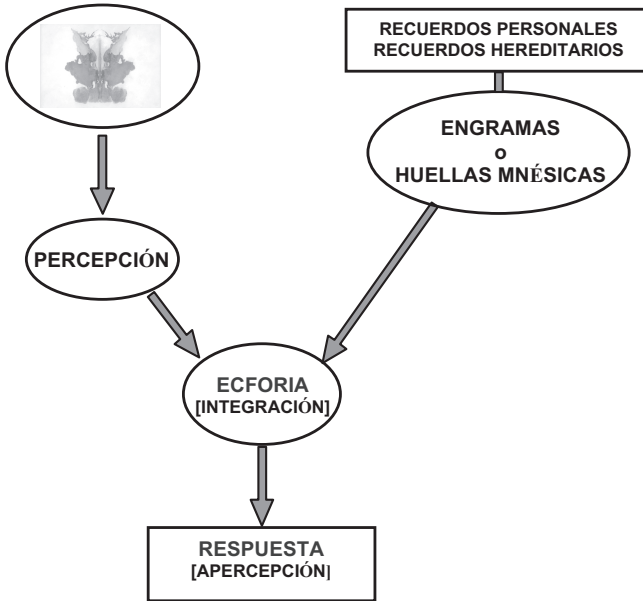 RECUERDOS PERSONALES
RECUERDOS HEREDITARIOS
ENGRAMAS
o
HUELLAS MNÉSICAS
PERCEPCIÓN
ECFORIA
[INTEGRACIÓN]
RESPUESTA
[APERCEPCIÓN]